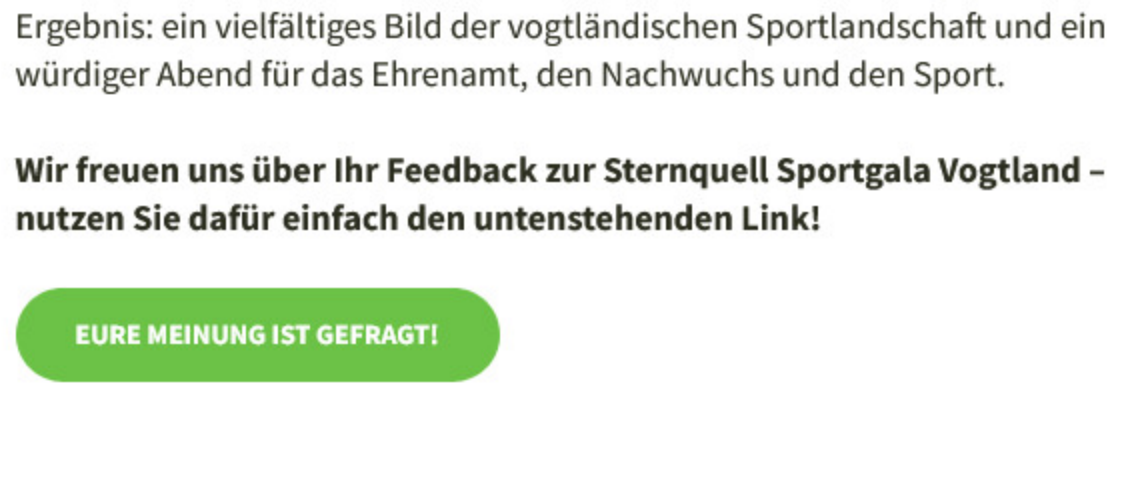 Ergebnis: ein vielfältiges Bild der vogtländischen Sportlandschaft und ein
würdiger Abend für das Ehrenamt, den Nachwuchs und den Sport.
Wir freuen uns über Ihr Feedback zur Sternquell Sportgala Vogtland –
nutzen Sie dafür einfach den untenstehenden Link!
EURE MEINUNG IST GEFRAGT!